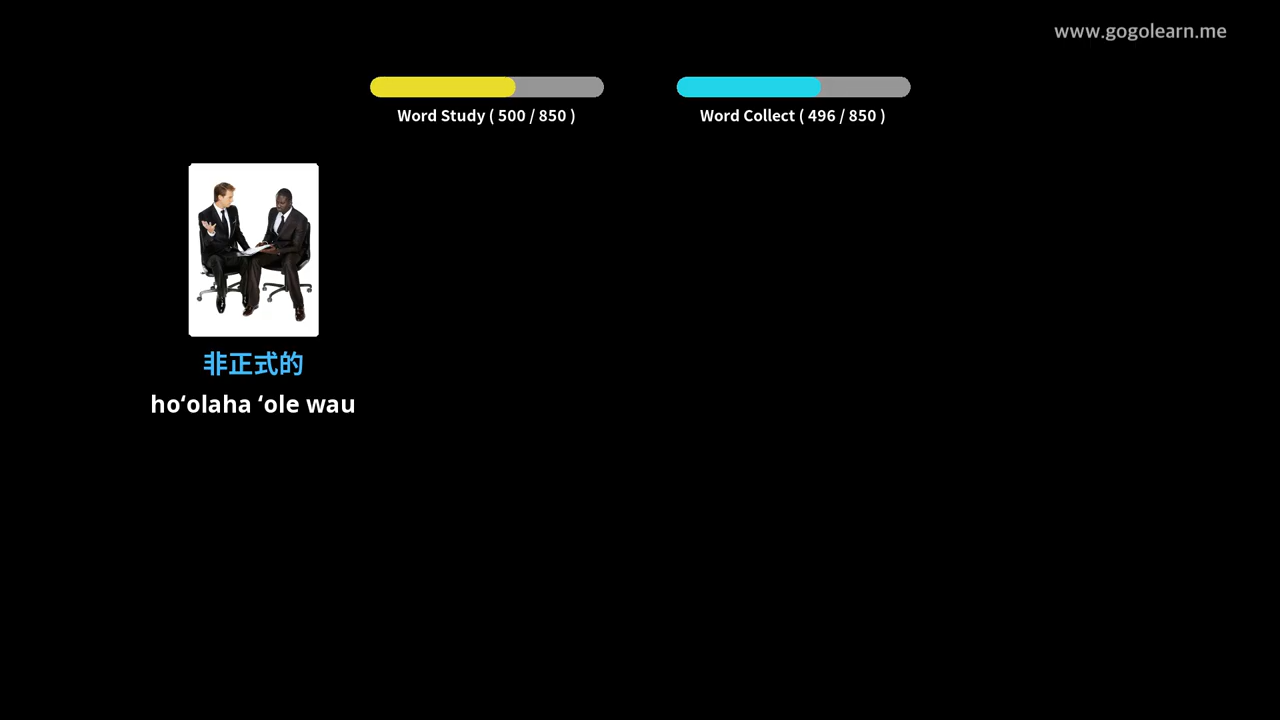 www.gogolearn.me
Word Study ( 500 / 850 )
Word Collect ( 496 / 850 )
非正式的
hoʻolaha ʻole wau